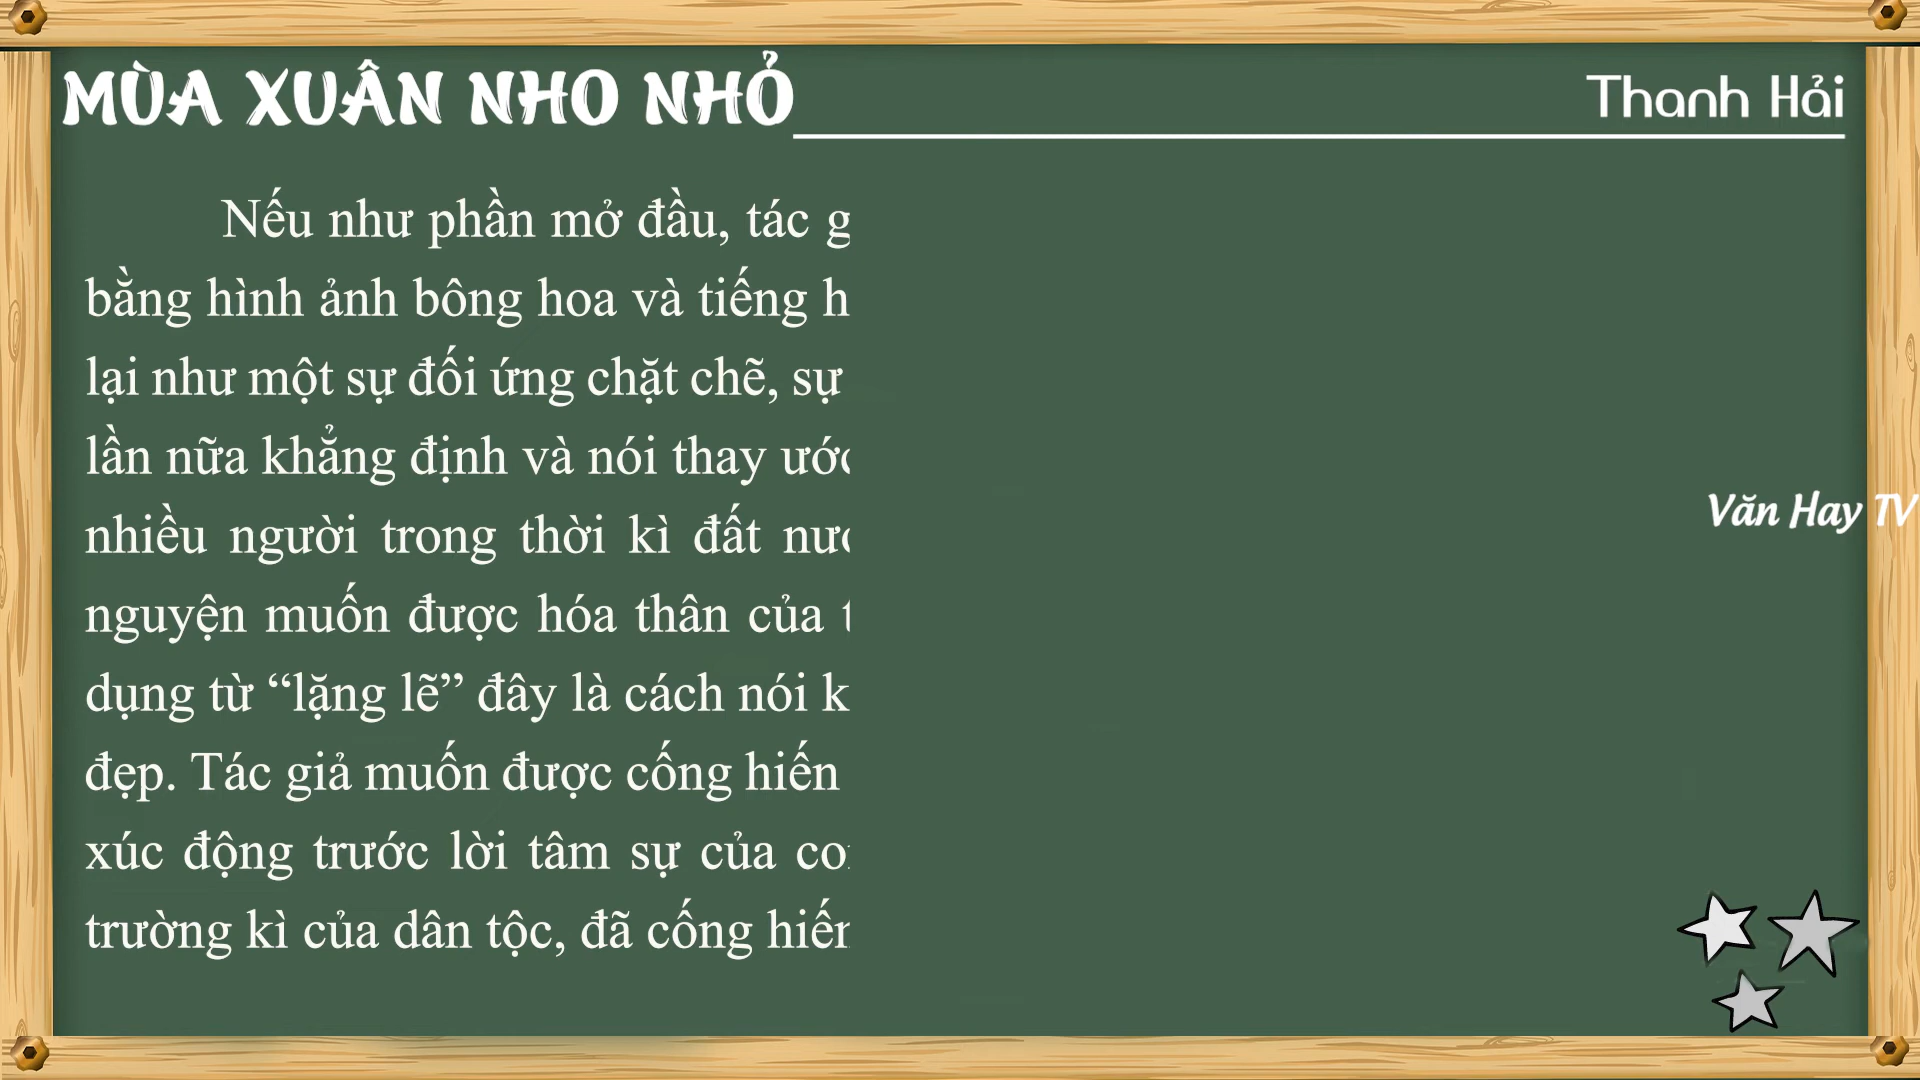 MÙA XUÂN NHO NHỎ
Thanh Hải
Nếu như phần mở đầu, tác
bằng hình ảnh bông hoa và tiếng
lại như một sự đối ứng chặt chẽ, sự
lần nữa khẳng định và nói thay
nhiều người trong thời kì đất
nguyện muốn được hóa thân của
dụng từ “lặng lẽ” đây là cách nói
đẹp. Tác giả muốn được cống hiến
xúc động trước lời tâm sự của
trường kì của dân tộc, đã cống
Văn Hay TV